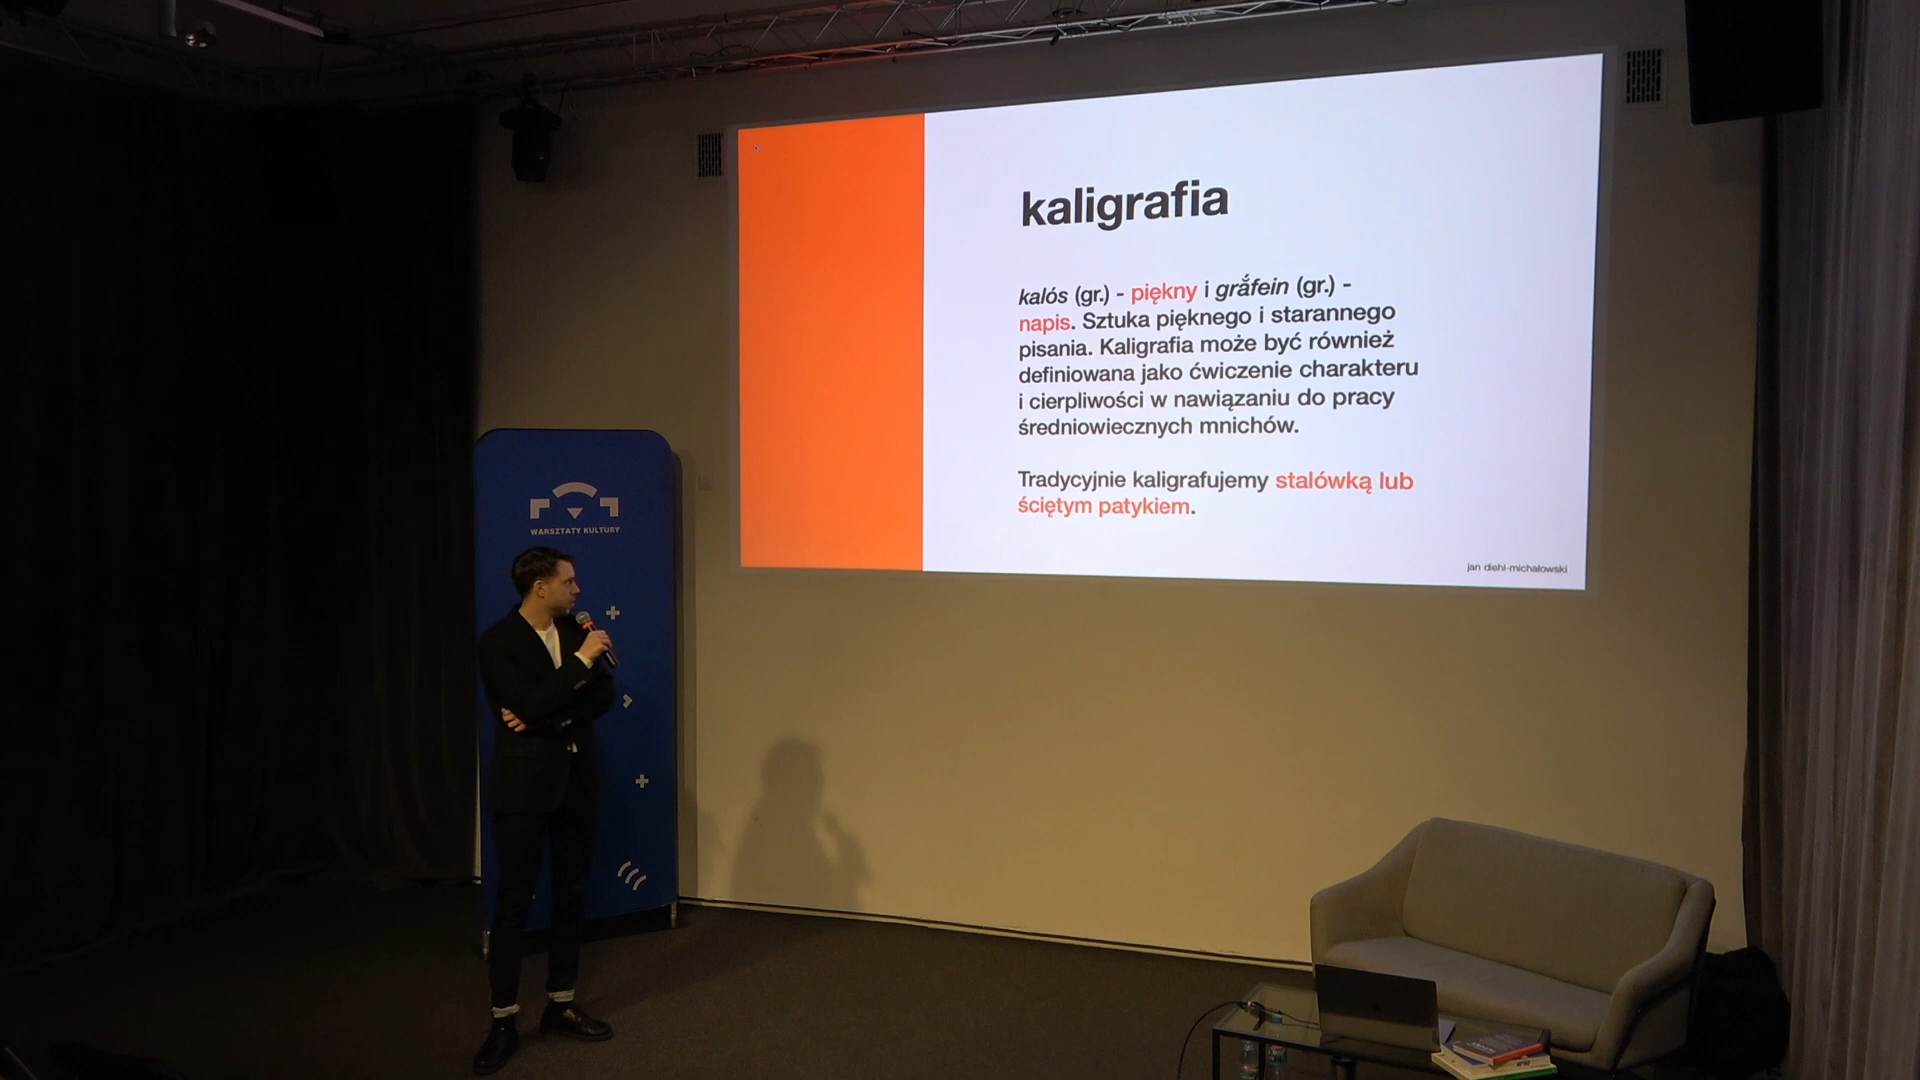 kaligrafia
kalós (gr.) - piękny i grắfein (gr.) -
napis. Sztuka pięknego i starannego
pisania. Kaligrafia może być również
definiowana jako ćwiczenie charakteru
i cierpliwości w nawiązaniu do pracy
średniowiecznych mnichów.
Tradycyjnie kaligrafujemy stalówką lub
ściętym patykiem.
jan diehl-michałowski
WARSZTATY KULTURY